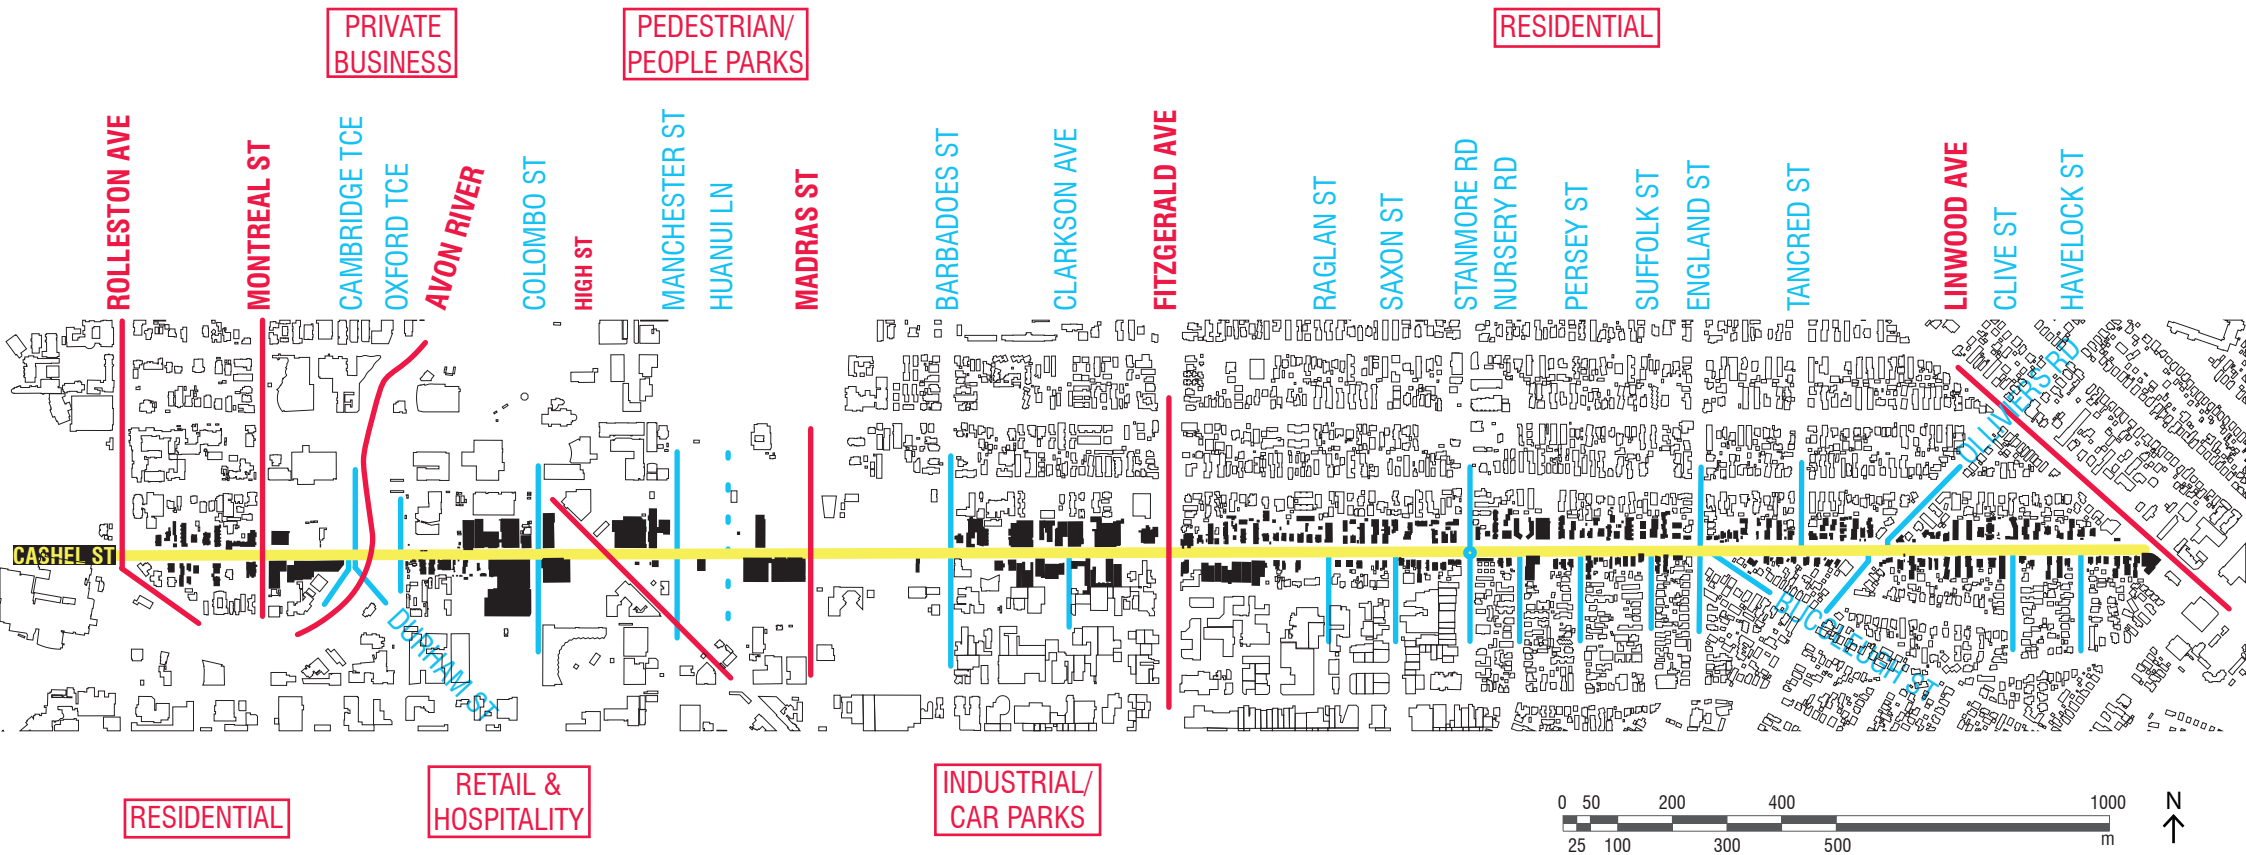 PRIVATE
BUSINESS
PEDESTRIAN/
PEOPLE PARKS
RESIDENTIAL
ROLLESTON AVE
MONTREAL ST
CAMBRIDGE TCE
OXFORD TCE
AVON RIVER
COLOMBO ST
HIGH ST
MANCHESTER ST
HUANUI LN
MADRAS ST
BARBADOES ST
CLARKSON AVE
FITZGERALD AVE
RAGLAN ST
SAXON ST
STANMORE RD
NURSERY RD
PERSEY ST
SUFFOLK ST
ENGLAND ST
TANCRED ST
LINWOOD AVE
CLIVE ST
HAVELOCK ST
OLLIVIERS RD
CASHEL ST
DURHAM ST
BUCCLEUGH ST
RESIDENTIAL
RETAIL &
HOSPITALITY
INDUSTRIAL/
CAR PARKS
0 50 200 400 1000
25 100 300 500 m
N